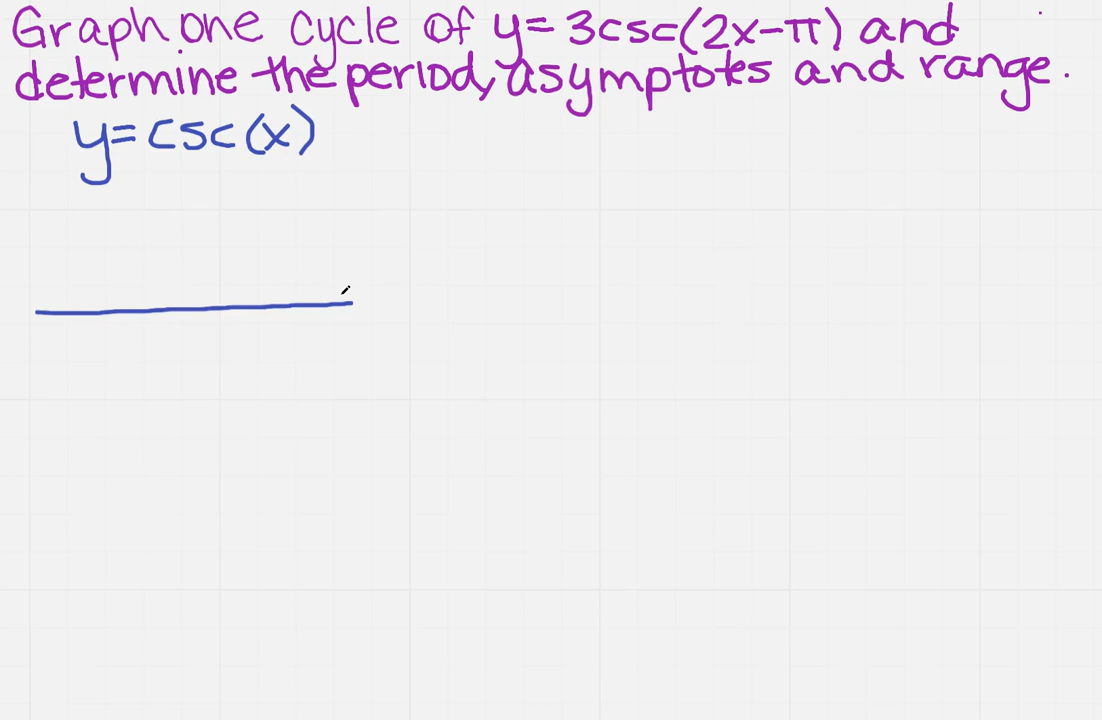 Graph one cycle of y= 3csc(2x-π) and
determine the period, asymptotes and range.
y= csc(x)